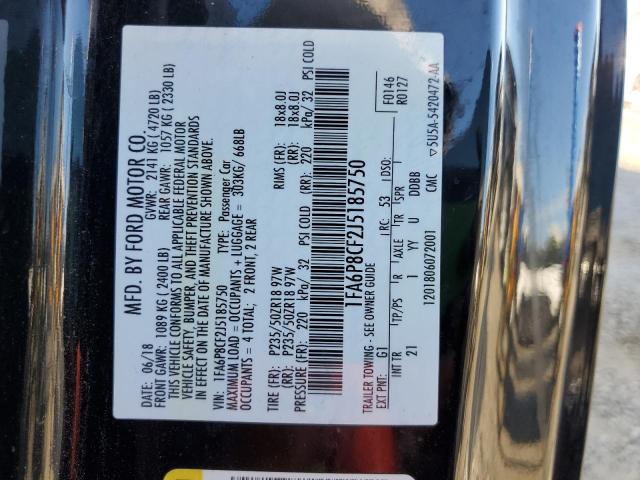 MFD. BY FORD MOTOR CO.
DATE: 06/18 GVWR: 2141 KG (4720 LB)
FRONT GAWR: 1089 KG (2400 LB) REAR GAWR: 1057 KG (2330 LB)
THIS VEHICLE CONFORMS TO ALL APPLICABLE FEDERAL MOTOR
VEHICLE SAFETY, BUMPER, AND THEFT PREVENTION STANDARDS
IN EFFECT ON THE DATE OF MANUFACTURE SHOWN ABOVE.
VIN: 1FA6P8CF2J5185750 TYPE: Passenger Car
MAXIMUM LOAD = OCCUPANTS + LUGGAGE = 303KG/ 668LB
OCCUPANTS = 4 TOTAL; 2 FRONT, 2 REAR
TIRE (FR): P235/50ZR18 97W 18x8.0J
(RR): P235/50ZR18 97W (RR): 18x8.0J
PRESSURE (FR): 220 kPa/ 32 PSI COLD (RR): 220 kPa/ 32 PSI COLD
1FA6P8CF2J5185750
TRAILER TOWING - SEE OWNER GUIDE
F0146
EXT PNT: G1 RC: 53 DSO: R0127
INT TR TP/PS R AXLE TR SPR
21 I YY U DDBB
1201806072001 CMC ▽5U5A-5420472-AA